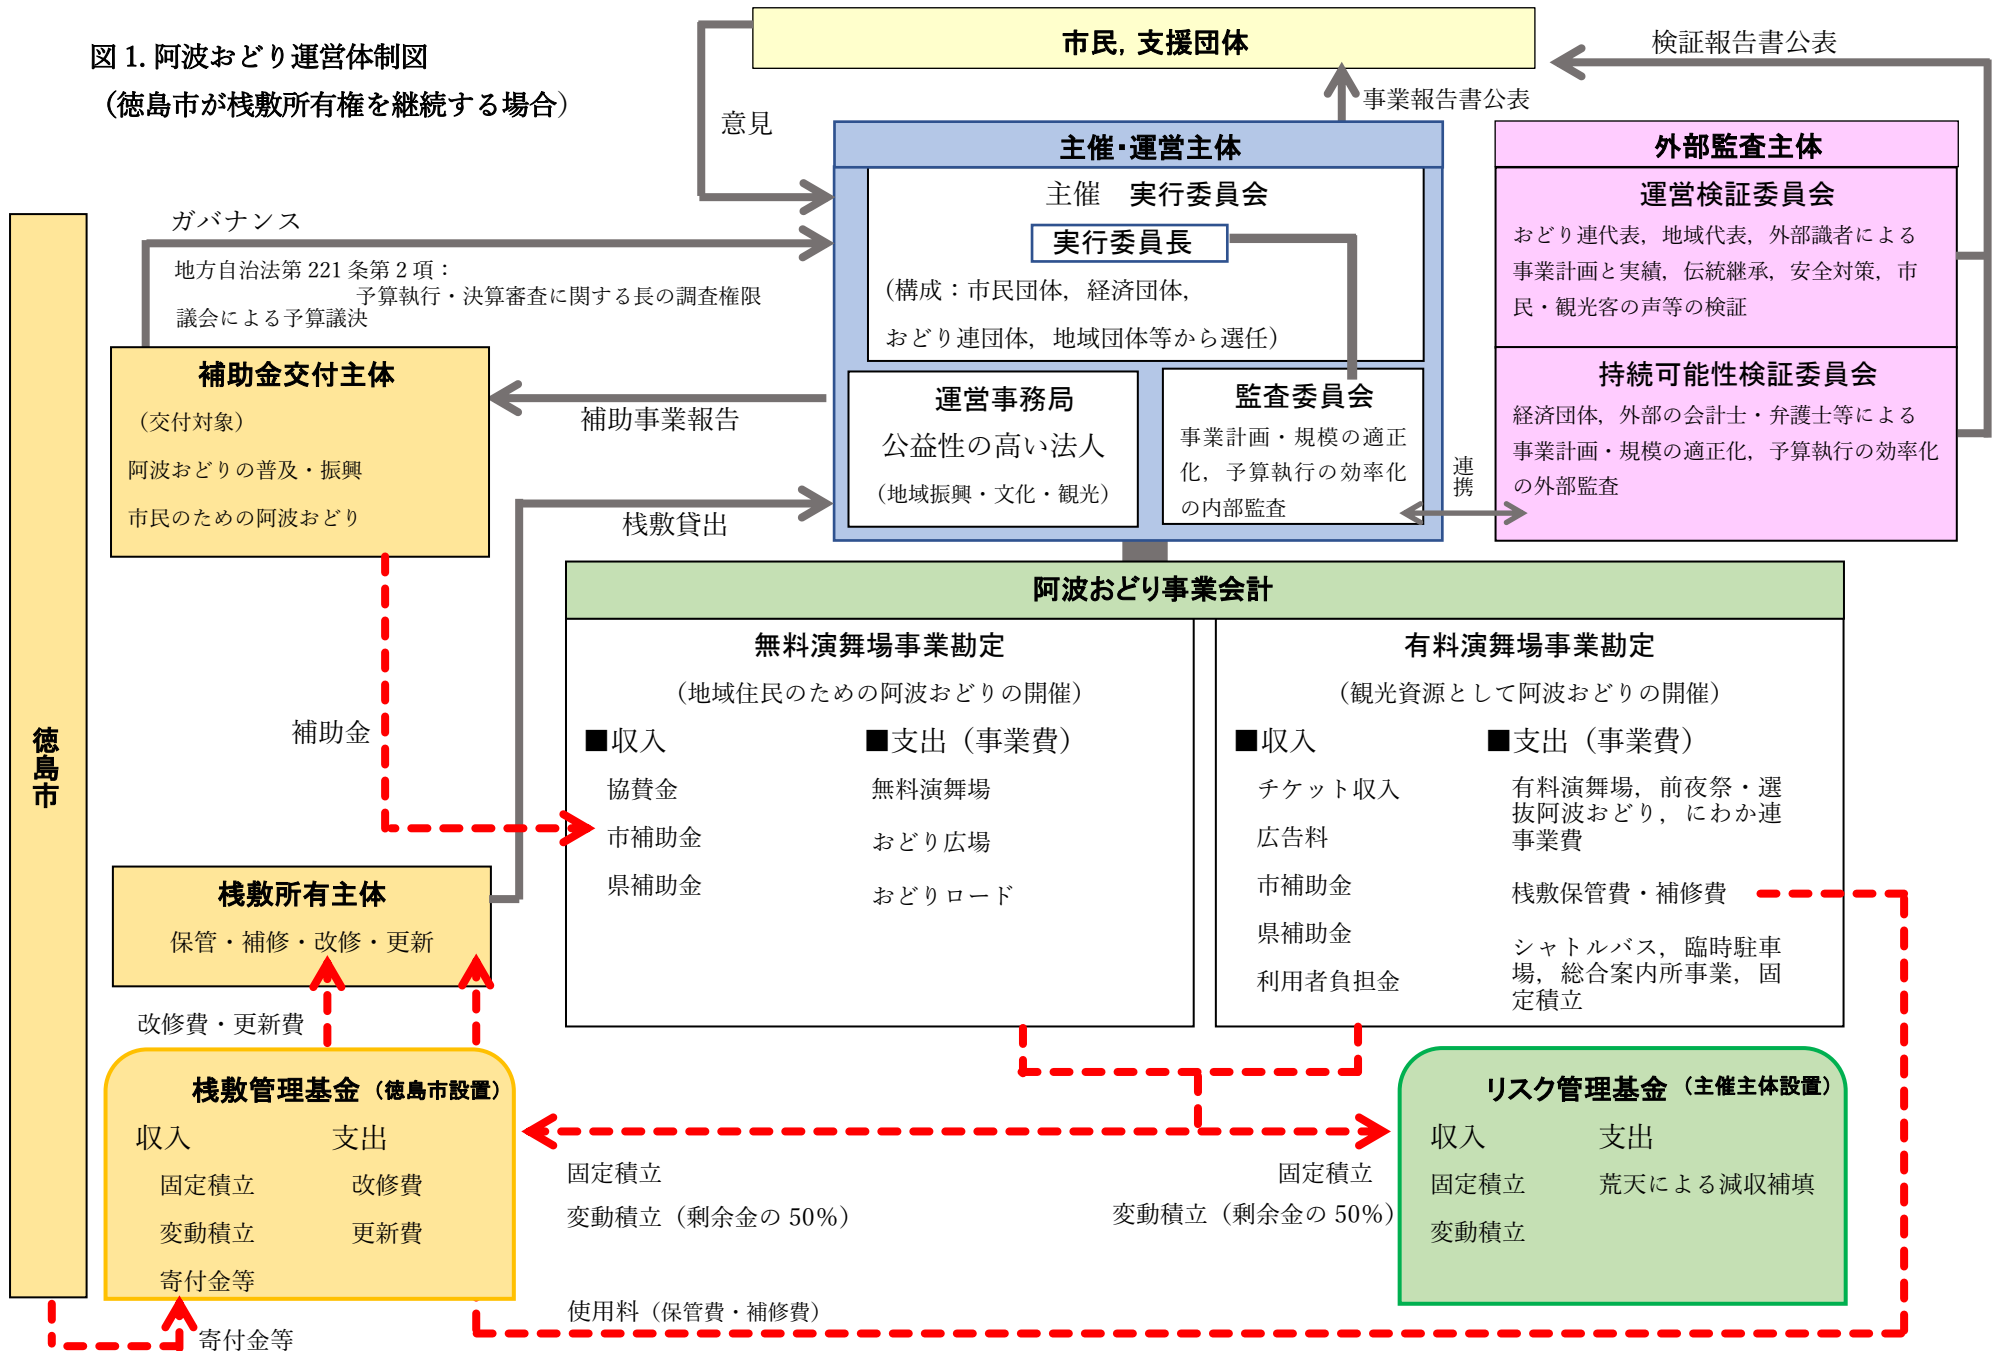 図 1. 阿波おどり運営体制図
（徳島市が桟敷所有権を継続する場合）
市民，支援団体
検証報告書公表
事業報告書公表
意見
主催・運営主体
主催　実行委員会
実行委員長
（構成：市民団体，経済団体，
おどり連団体，地域団体等から選任）
運営事務局
公益性の高い法人
（地域振興・文化・観光）
監査委員会
事業計画・規模の適正
化，予算執行の効率化
の内部監査
連携
外部監査主体
運営検証委員会
おどり連代表，地域代表，外部識者による
事業計画と実績，伝統継承，安全対策，市
民・観光客の声等の検証
持続可能性検証委員会
経済団体，外部の会計士・弁護士等による
事業計画・規模の適正化，予算執行の効率化
の外部監査
ガバナンス
地方自治法第 221 条第 2 項：
予算執行・決算審査に関する長の調査権限
議会による予算議決
徳島市
補助金交付主体
（交付対象）
阿波おどりの普及・振興
市民のための阿波おどり
補助事業報告
桟敷貸出
補助金
阿波おどり事業会計
無料演舞場事業勘定
（地域住民のための阿波おどりの開催）
■収入
協賛金
市補助金
県補助金
■支出（事業費）
無料演舞場
おどり広場
おどりロード
有料演舞場事業勘定
（観光資源として阿波おどりの開催）
■収入
チケット収入
広告料
市補助金
県補助金
利用者負担金
■支出（事業費）
有料演舞場，前夜祭・選
抜阿波おどり，にわか連
事業費
桟敷保管費・補修費
シャトルバス，臨時駐車
場，総合案内所事業，固
定積立
桟敷所有主体
保管・補修・改修・更新
改修費・更新費
桟敷管理基金（徳島市設置）
収入
固定積立
変動積立
寄付金等
支出
改修費
更新費
寄付金等
固定積立
変動積立（剰余金の 50%）
固定積立
変動積立（剰余金の 50%）
使用料（保管費・補修費）
リスク管理基金（主催主体設置）
収入
固定積立
変動積立
支出
荒天による減収補填